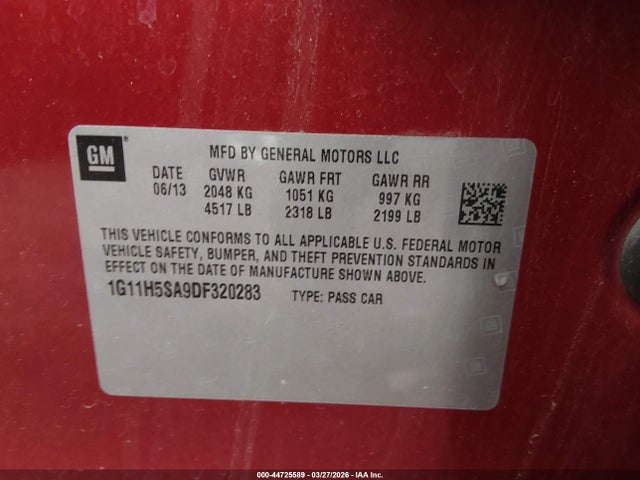 GM
MFD BY GENERAL MOTORS LLC
DATE GVWR GAWR FRT GAWR RR
06/13 2048 KG 1051 KG 997 KG
4517 LB 2318 LB 2199 LB
THIS VEHICLE CONFORMS TO ALL APPLICABLE U.S. FEDERAL MOTOR
VEHICLE SAFETY, BUMPER, AND THEFT PREVENTION STANDARDS IN
EFFECT ON THE DATE OF MANUFACTURE SHOWN ABOVE.
1G11H5SA9DF320283 TYPE: PASS CAR
000-44725589 - 03/27/2026 - IAA Inc.